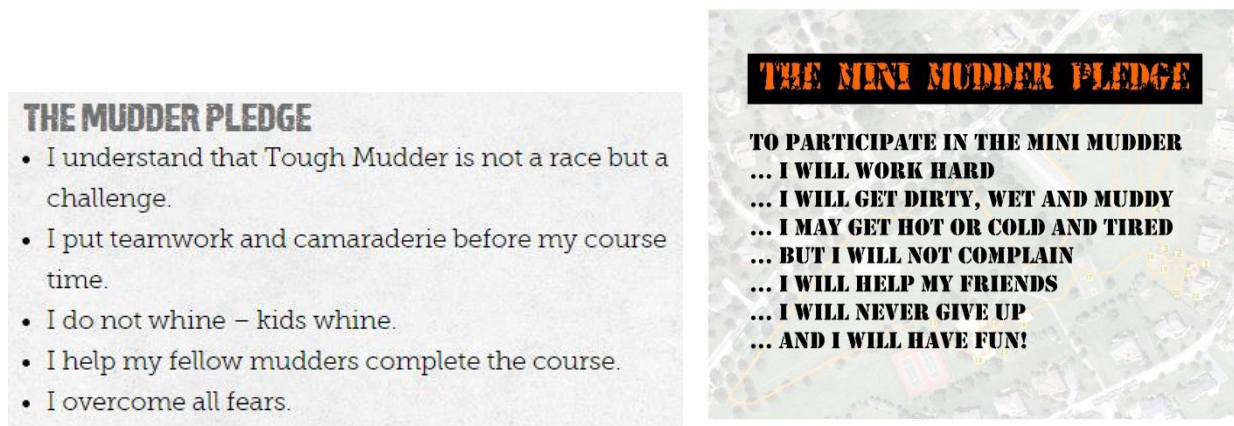 THE MUDDER PLEDGE
• I understand that Tough Mudder is not a race but a
challenge.
• I put teamwork and camaraderie before my course
time.
• I do not whine – kids whine.
• I help my fellow mudders complete the course.
• I overcome all fears.
THE MINI MUDDER PLEDGE
TO PARTICIPATE IN THE MINI MUDDER
... I WILL WORK HARD
... I WILL GET DIRTY, WET AND MUDDY
... I MAY GET HOT OR COLD AND TIRED
... BUT I WILL NOT COMPLAIN
... I WILL HELP MY FRIENDS
... I WILL NEVER GIVE UP
... AND I WILL HAVE FUN!